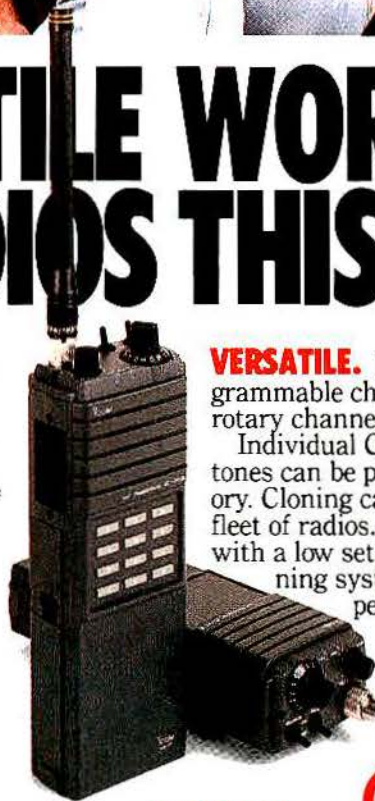 TILE WOR
DIOS THIS
VERSATILE.
grammable ch
rotary channe
Individual C
tones can be p
ory. Cloning ca
fleet of radios.
with a low set
ning sys
pe